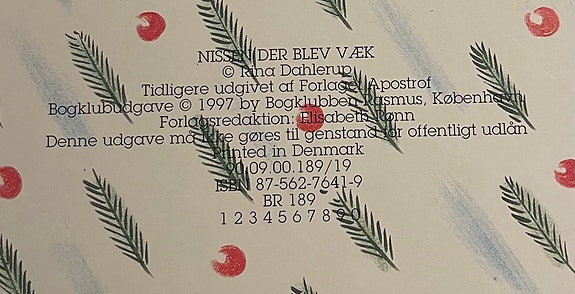 NISSEN DER BLEV VÆK
© Rina Dahlerup
Tidligere udgivet af Forlaget Apostrof
Bogklubudgave © 1997 by Bogklubben Rasmus, København
Forlagsredaktion: Elisabeth Rønn
Denne udgave må ikke gøres til genstand for offentligt udlån
Printed in Denmark
90.09.00.189/19
ISBN 87-562-7641-9
BR 189
1 2 3 4 5 6 7 8 9 0